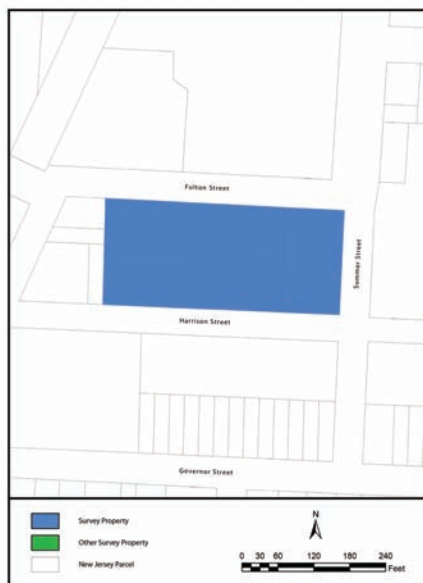 Fulton Street
Summer Street
Harrison Street
Governor Street
Survey Property
Other Survey Property
New Jersey Parcel
N
0 30 60 120 180 240
Feet